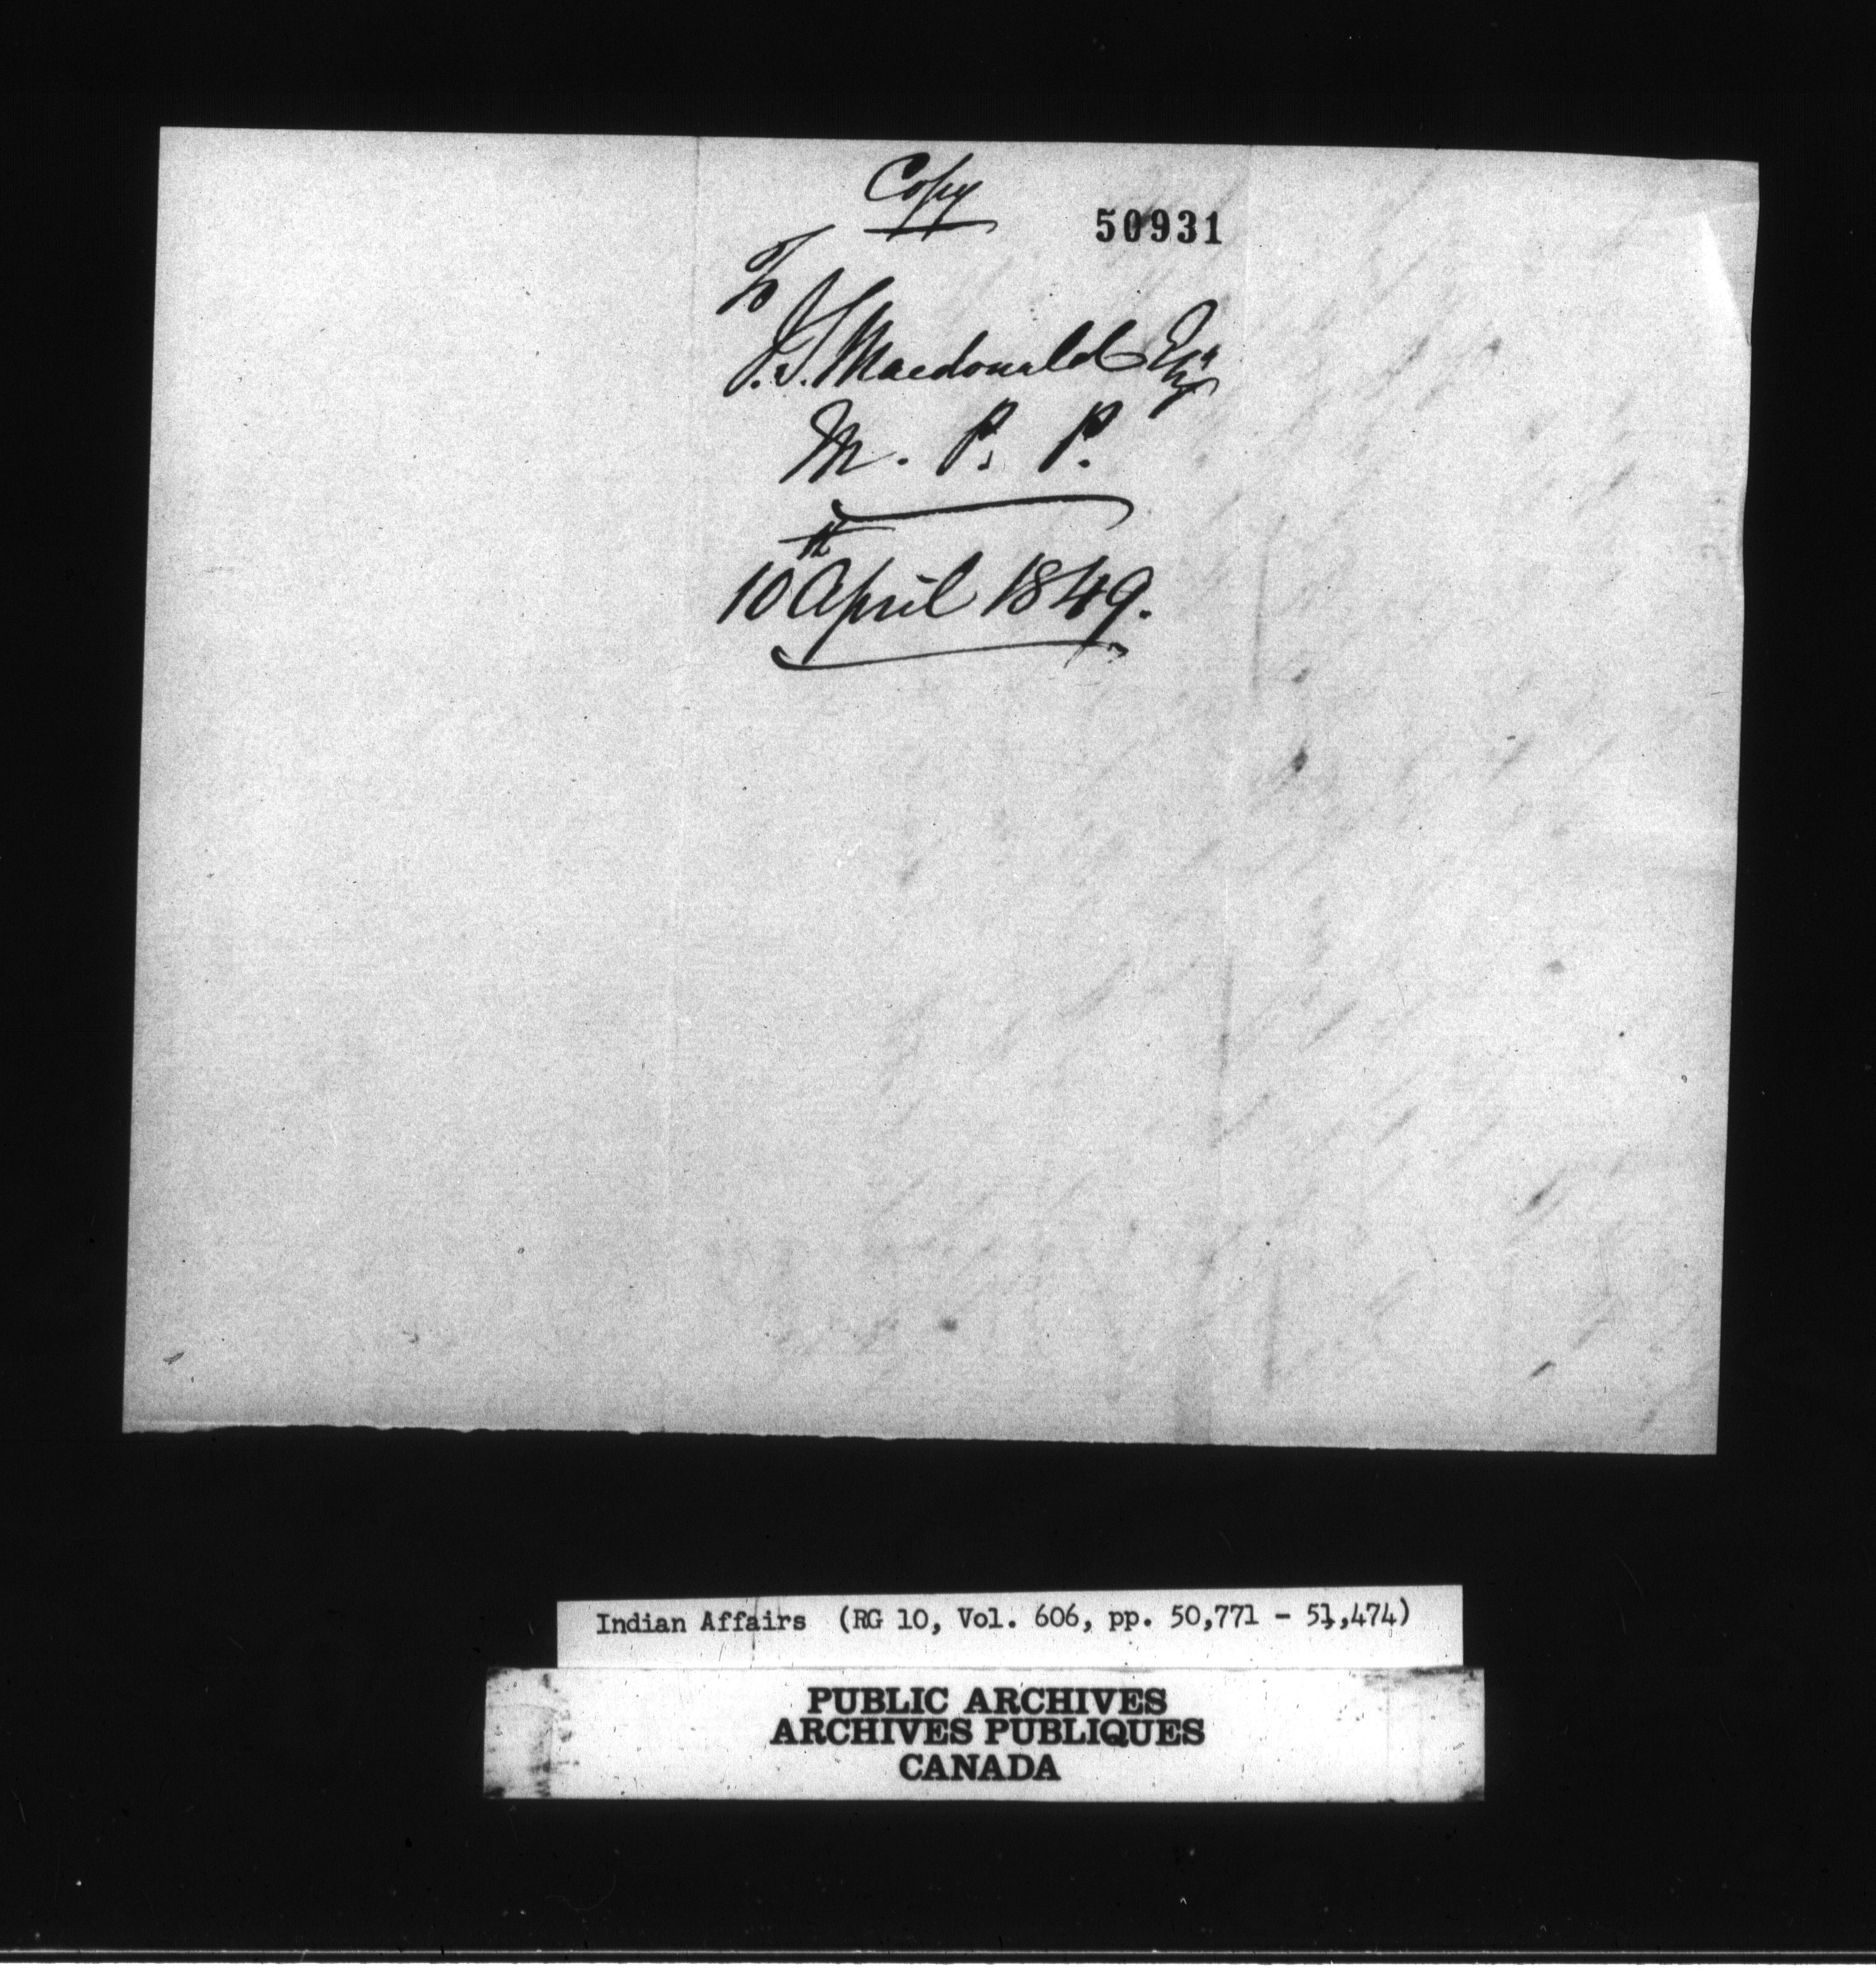 Copy
50931
To
J. S. Macdonald Esqr
M. P. P.
10th April 1849.
Indian Affairs (RG 10, Vol. 606, pp. 50,771 - 51,474)
PUBLIC ARCHIVES
ARCHIVES PUBLIQUES
CANADA